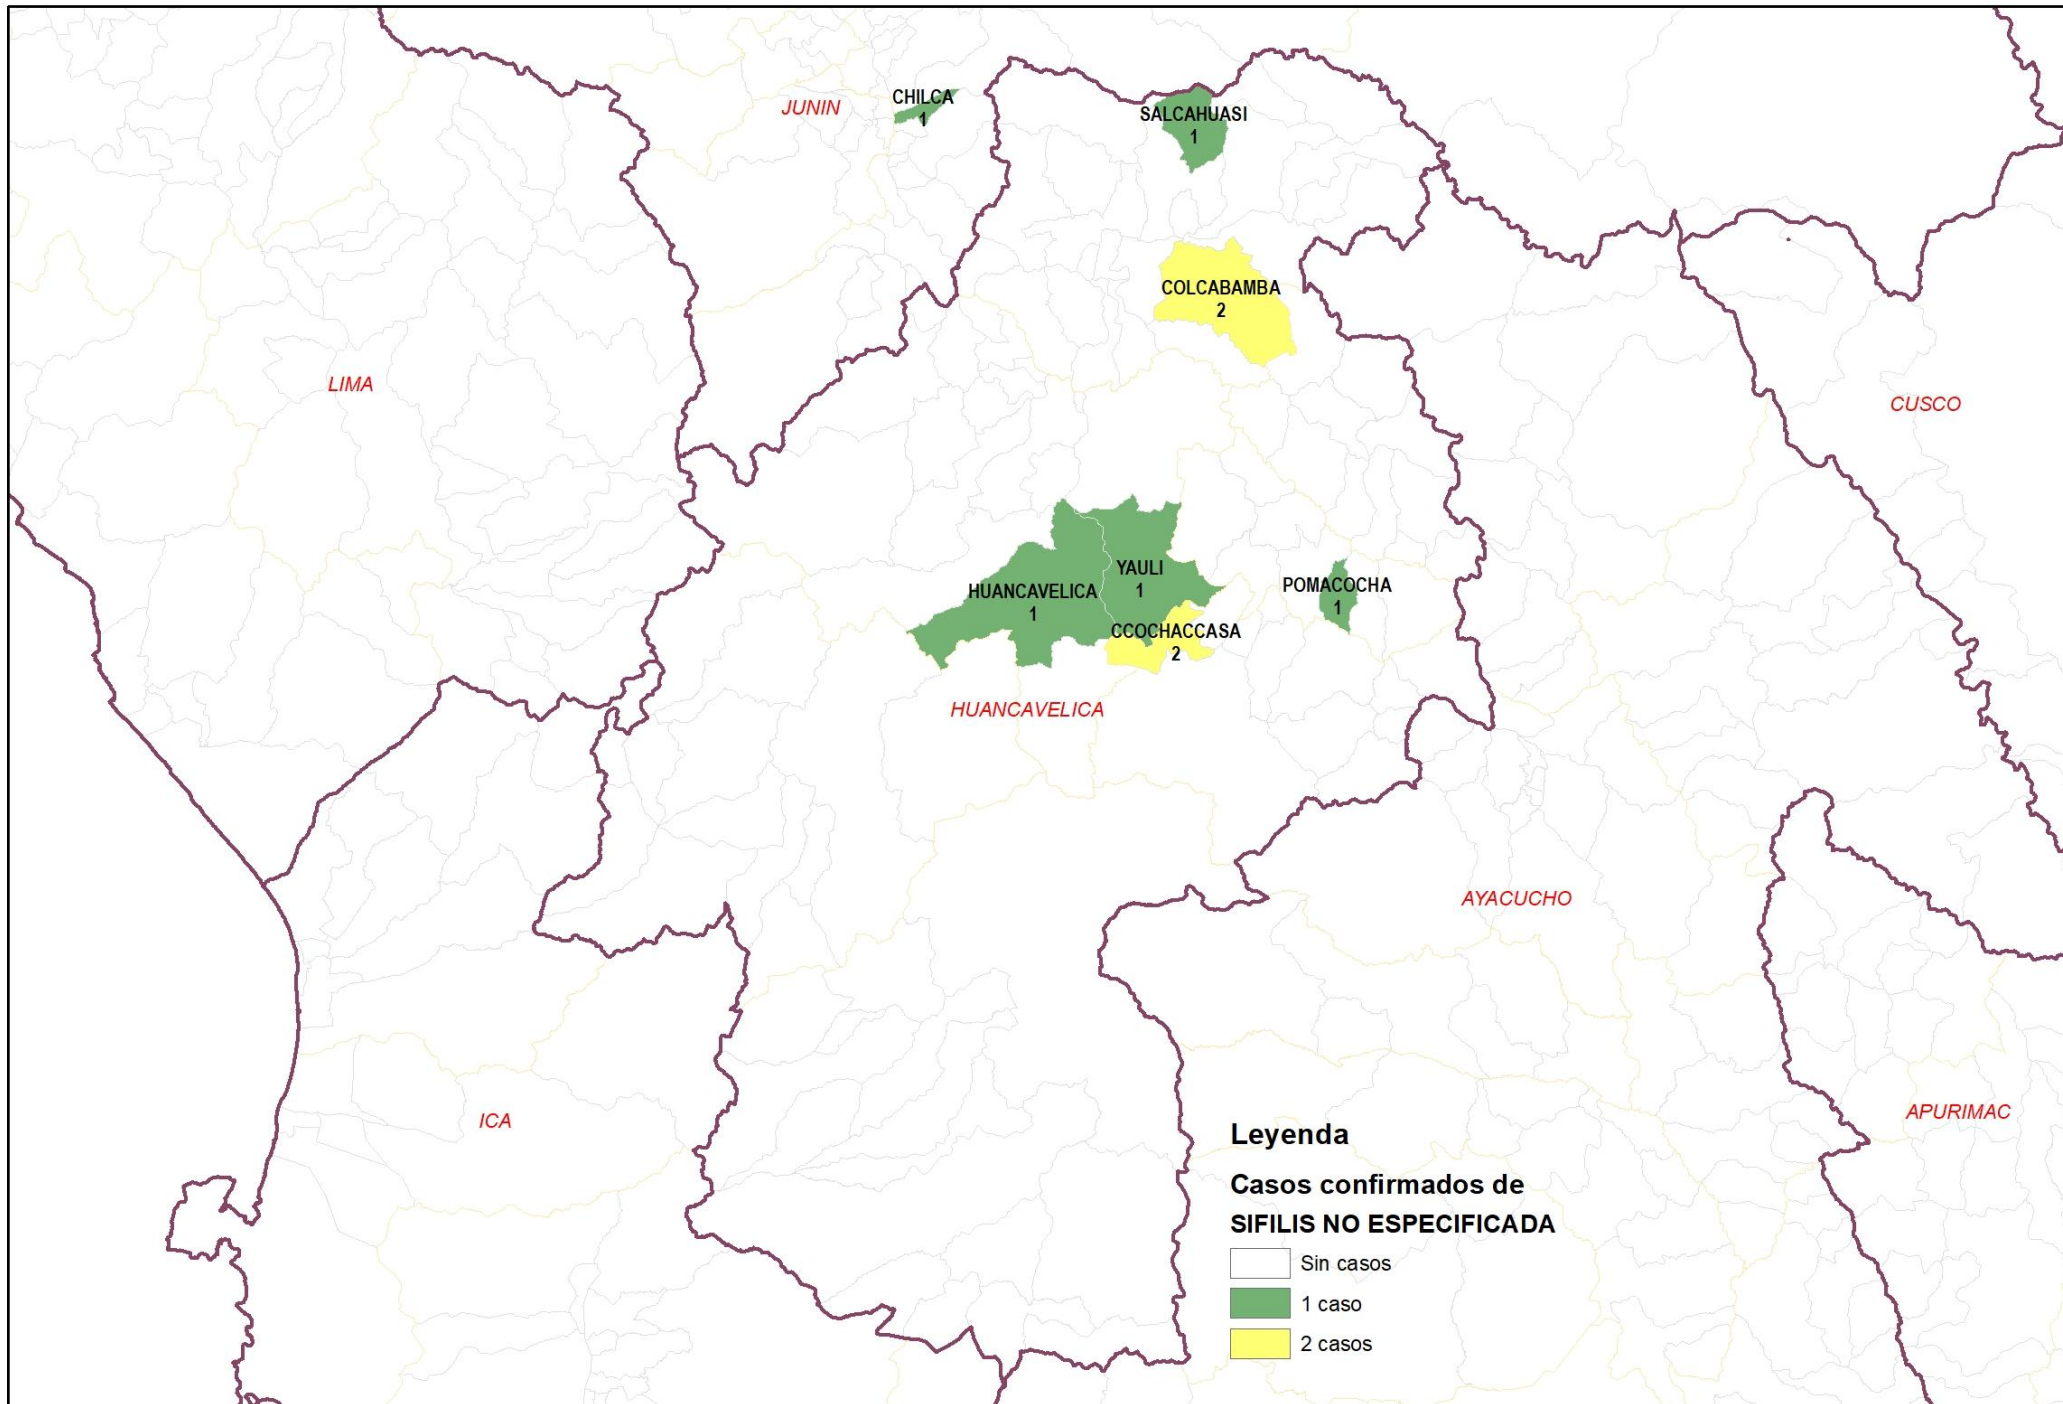 CHILCA
1
JUNIN
SALCAHUASI
1
COLCABAMBA
2
LIMA
CUSCO
YAULI
1
HUANCAVELICA
1
POMACOCHA
1
CCOCHACCASA
2
HUANCAVELICA
AYACUCHO
ICA
APURIMAC
Leyenda
Casos confirmados de
SIFILIS NO ESPECIFICADA
Sin casos
1 caso
2 casos